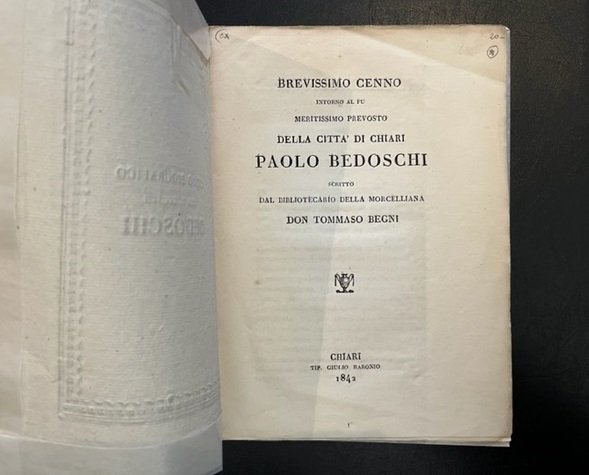 20-
BREVISSIMO CENNO
INTORNO AL FU
MERITISSIMO PREVOSTO
DELLA CITTA' DI CHIARI
PAOLO BEDOSCHI
SCRITTO
DAL BIBLIOTECARIO DELLA MORCELLIANA
DON TOMMASO BEGNI
CHIARI
TIP. GIULIO BARONIO
1842